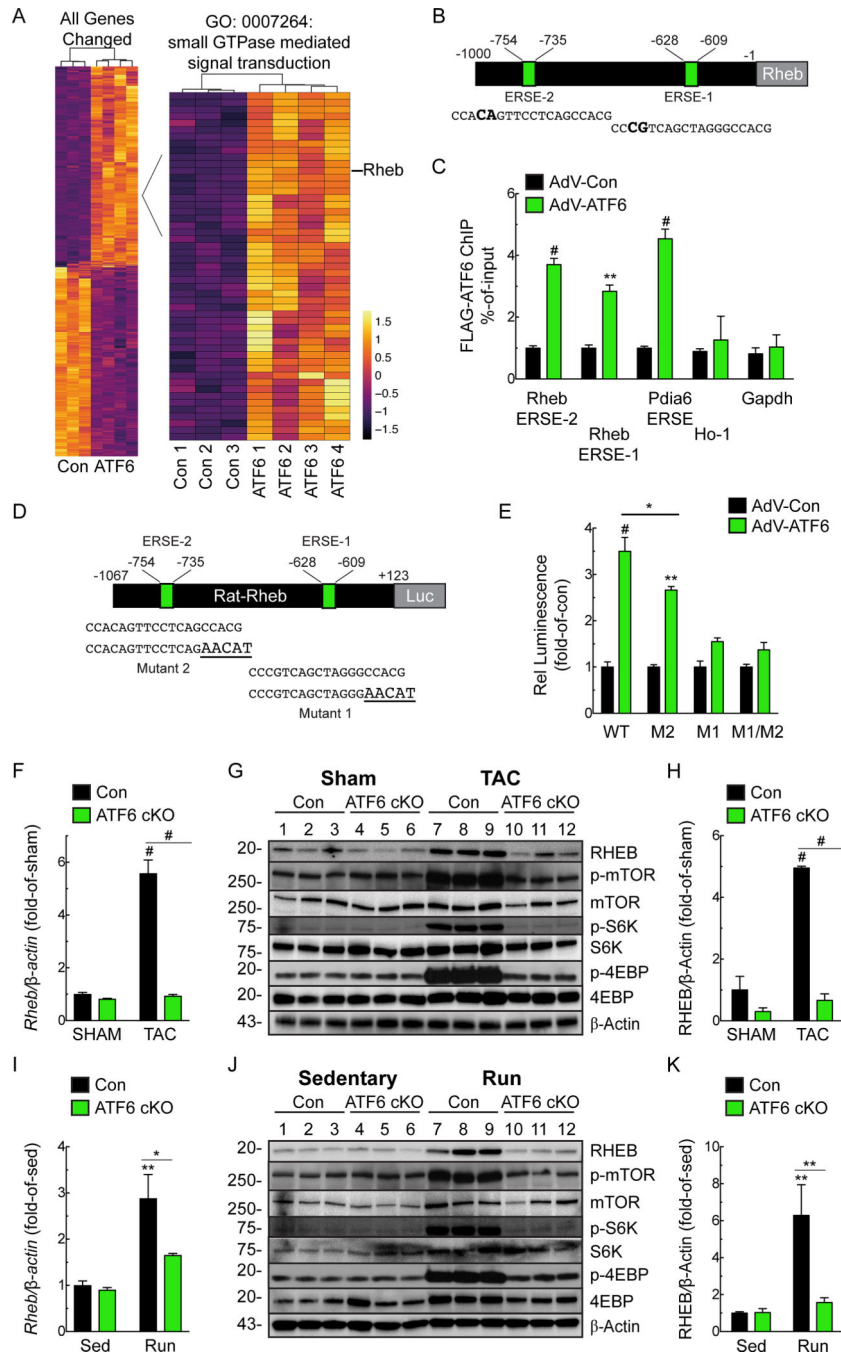 A
All Genes
Changed
GO: 0007264:
small GTPase mediated
signal transduction
Rheb
1.5
1
0.5
0
−0.5
−1
−1.5
Con ATF6
Con 1
Con 2
Con 3
ATF6 1
ATF6 2
ATF6 3
ATF6 4
B
-1000
-754
-735
-628
-609
-1
Rheb
ERSE-2
ERSE-1
CCACAGTTCCTCAGCCACG
CCCGTCAGCTAGGGCCACG
C
AdV-Con
AdV-ATF6
FLAG-ATF6 ChIP
%-of-input
6
4
2
0
#
**
#
Rheb
ERSE-2
Rheb
ERSE-1
Pdia6
ERSE
Ho-1
Gapdh
D
ERSE-2
ERSE-1
-1067
-754
-735
-628
-609
+123
Rat-Rheb
Luc
CCACAGTTCCTCAGCCACG
CCACAGTTCCTCAGAACAT
Mutant 2
CCCGTCAGCTAGGGCCACG
CCCGTCAGCTAGGGAACAT
Mutant 1
E
AdV-Con
AdV-ATF6
Rel Luminescence
(fold-of-con)
4
3
2
1
0
*
#
**
WT
M2
M1
M1/M2
F
Con
ATF6 cKO
Rheb/β-actin (fold-of-sham)
6
4
2
0
#
#
SHAM
TAC
G
Sham
TAC
Con
ATF6 cKO
Con
ATF6 cKO
1 2 3 4 5 6 7 8 9 10 11 12
20-
RHEB
250-
p-mTOR
250-
mTOR
75-
p-S6K
75-
S6K
20-
p-4EBP
20-
4EBP
43-
β-Actin
H
Con
ATF6 cKO
RHEB/β-Actin (fold-of-sham)
6
4
2
0
#
#
SHAM
TAC
I
Con
ATF6 cKO
Rheb/β-actin (fold-of-sed)
4
3
2
1
0
*
**
Sed
Run
J
Sedentary
Run
Con
ATF6 cKO
Con
ATF6 cKO
1 2 3 4 5 6 7 8 9 10 11 12
20-
RHEB
250-
p-mTOR
250-
mTOR
75-
p-S6K
75-
S6K
20-
p-4EBP
20-
4EBP
43-
β-Actin
K
Con
ATF6 cKO
RHEB/β-Actin (fold-of-sed)
10
8
6
4
2
0
**
**
Sed
Run